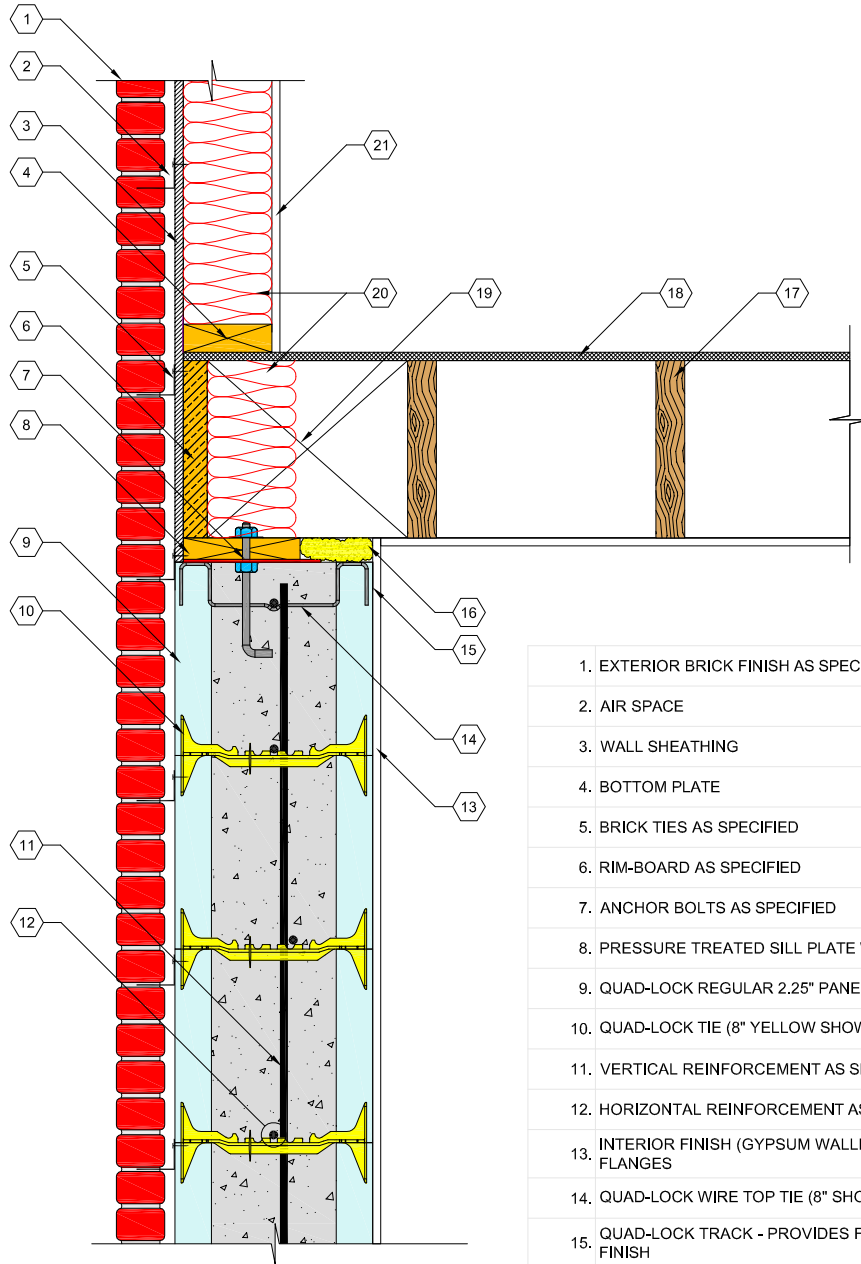 1
2
3
4
5
6
7
8
9
10
11
12
21
20
19
18
17
16
15
14
13
1. EXTERIOR BRICK FINISH AS SPEC
2. AIR SPACE
3. WALL SHEATHING
4. BOTTOM PLATE
5. BRICK TIES AS SPECIFIED
6. RIM-BOARD AS SPECIFIED
7. ANCHOR BOLTS AS SPECIFIED
8. PRESSURE TREATED SILL PLATE
9. QUAD-LOCK REGULAR 2.25" PANE
10. QUAD-LOCK TIE (8" YELLOW SHOW
11. VERTICAL REINFORCEMENT AS S
12. HORIZONTAL REINFORCEMENT AS
13. INTERIOR FINISH (GYPSUM WALL
FLANGES
14. QUAD-LOCK WIRE TOP TIE (8" SHO
15. QUAD-LOCK TRACK - PROVIDES F
FINISH